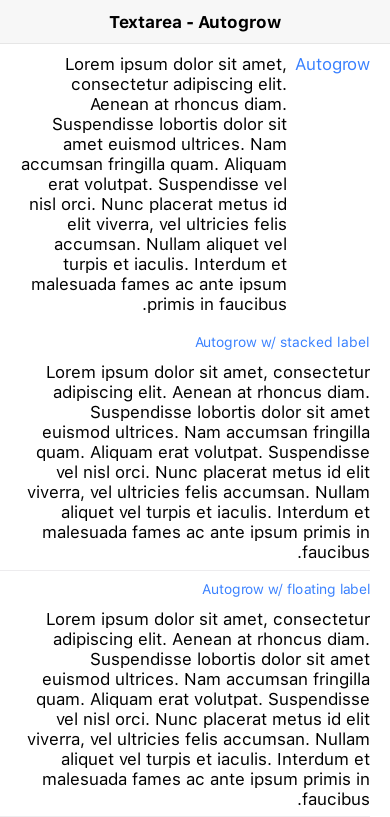 Textarea - Autogrow
Autogrow
Lorem ipsum dolor sit amet,
consectetur adipiscing elit.
Aenean at rhoncus diam.
Suspendisse lobortis dolor sit
amet euismod ultrices. Nam
accumsan fringilla quam. Aliquam
erat volutpat. Suspendisse vel
nisl orci. Nunc placerat metus id
elit viverra, vel ultricies felis
accumsan. Nullam aliquet vel
turpis et iaculis. Interdum et
malesuada fames ac ante ipsum
.primis in faucibus
Autogrow w/ stacked label
Lorem ipsum dolor sit amet, consectetur
adipiscing elit. Aenean at rhoncus diam.
Suspendisse lobortis dolor sit amet
euismod ultrices. Nam accumsan fringilla
quam. Aliquam erat volutpat. Suspendisse
vel nisl orci. Nunc placerat metus id elit
viverra, vel ultricies felis accumsan. Nullam
aliquet vel turpis et iaculis. Interdum et
malesuada fames ac ante ipsum primis in
.faucibus
Autogrow w/ floating label
Lorem ipsum dolor sit amet, consectetur
adipiscing elit. Aenean at rhoncus diam.
Suspendisse lobortis dolor sit amet
euismod ultrices. Nam accumsan fringilla
quam. Aliquam erat volutpat. Suspendisse
vel nisl orci. Nunc placerat metus id elit
viverra, vel ultricies felis accumsan. Nullam
aliquet vel turpis et iaculis. Interdum et
malesuada fames ac ante ipsum primis in
.faucibus